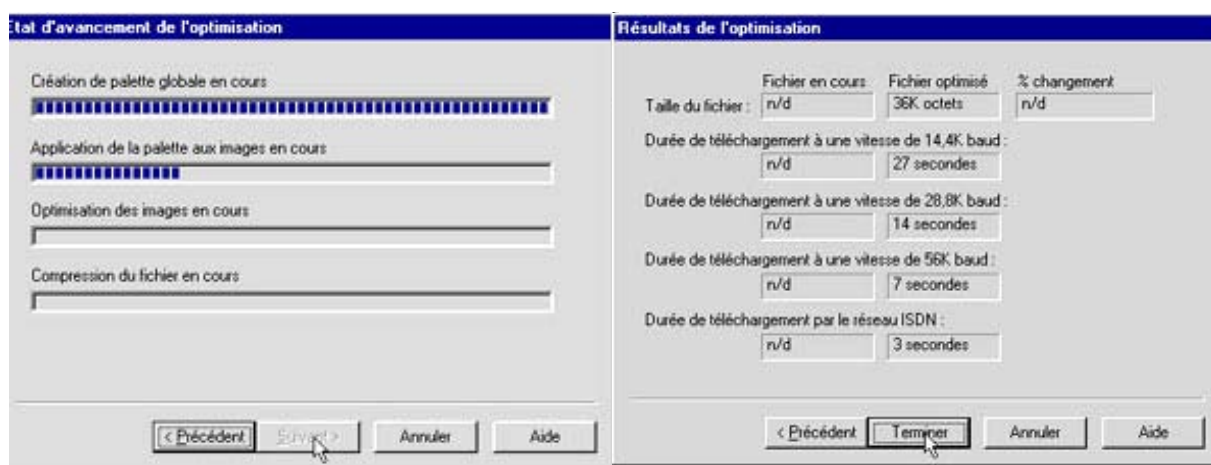 Etat d'avancement de l'optimisation
Création de palette globale en cours
Application de la palette aux images en cours
Optimisation des images en cours
Compression du fichier en cours
< Précédent Suivant > Annuler Aide
Résultats de l'optimisation
Fichier en cours Fichier optimisé % changement
Taille du fichier : n/d 36K octets n/d
Durée de téléchargement à une vitesse de 14,4K baud :
n/d 27 secondes
Durée de téléchargement à une vitesse de 28,8K baud :
n/d 14 secondes
Durée de téléchargement à une vitesse de 56K baud :
n/d 7 secondes
Durée de téléchargement par le réseau ISDN :
n/d 3 secondes
< Précédent Terminer Annuler Aide